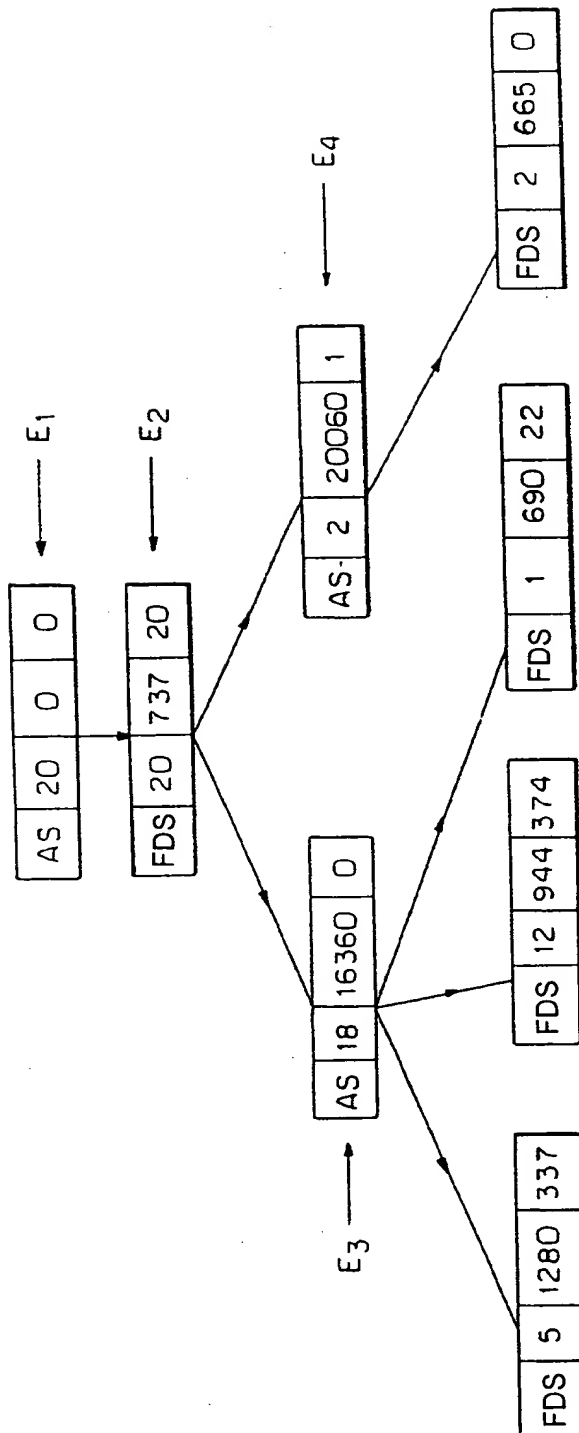 AS 20 0 0 E1
FDS 20 737 20 E2
E3 AS 18 16360 0
AS- 2 20060 1 E4
FDS 5 1280 337
FDS 12 944 374
FDS 1 690 22
FDS 2 665 0